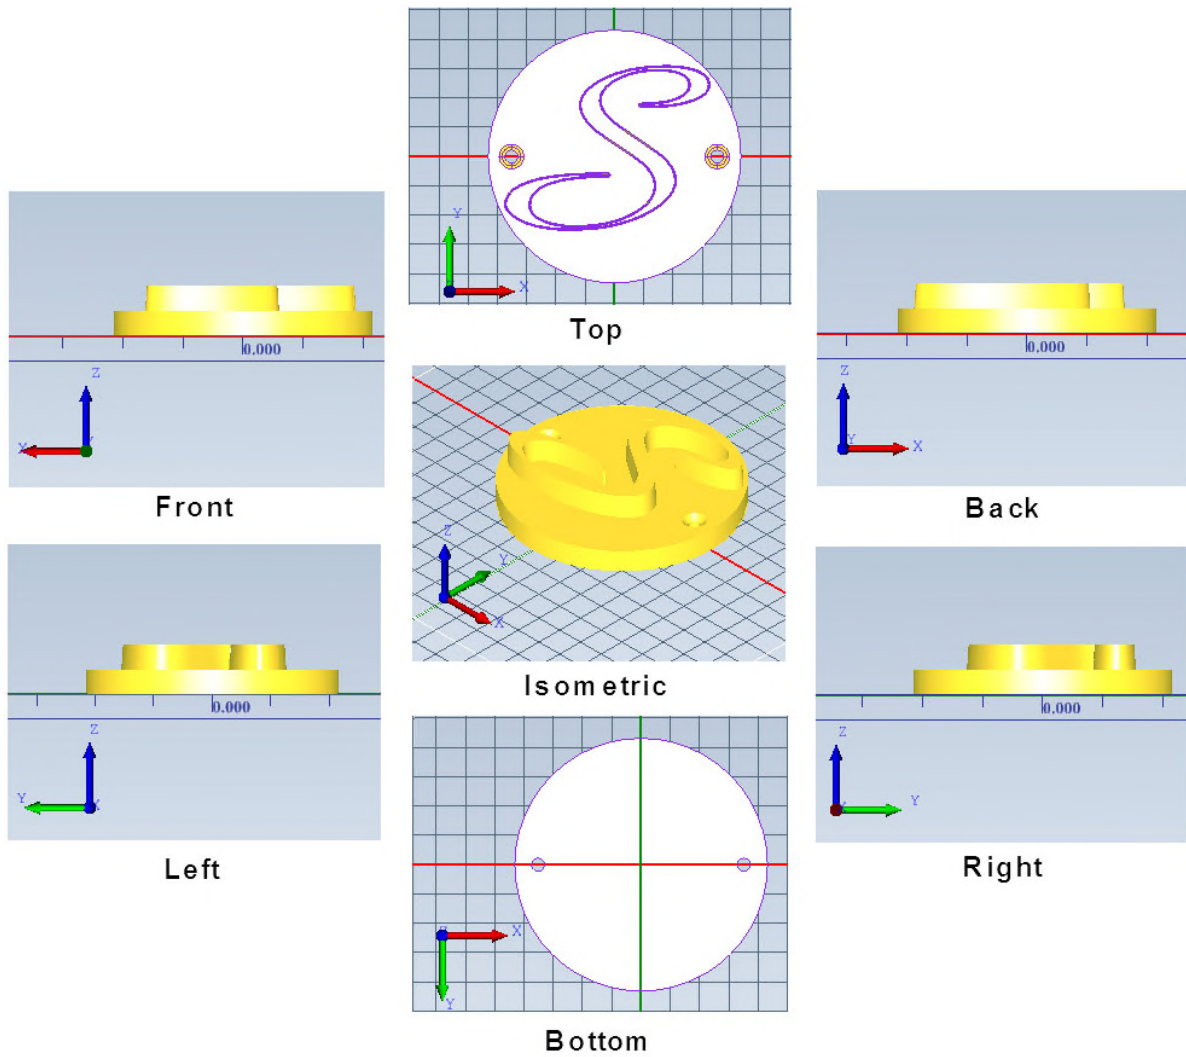 Y
X
Top
0.000
Z
X
Y
Front
0.000
Z
Y
X
Back
Z
Y
X
Isometric
0.000
Z
Y
X
Left
0.000
Z
Y
Right
X
Y
Bottom